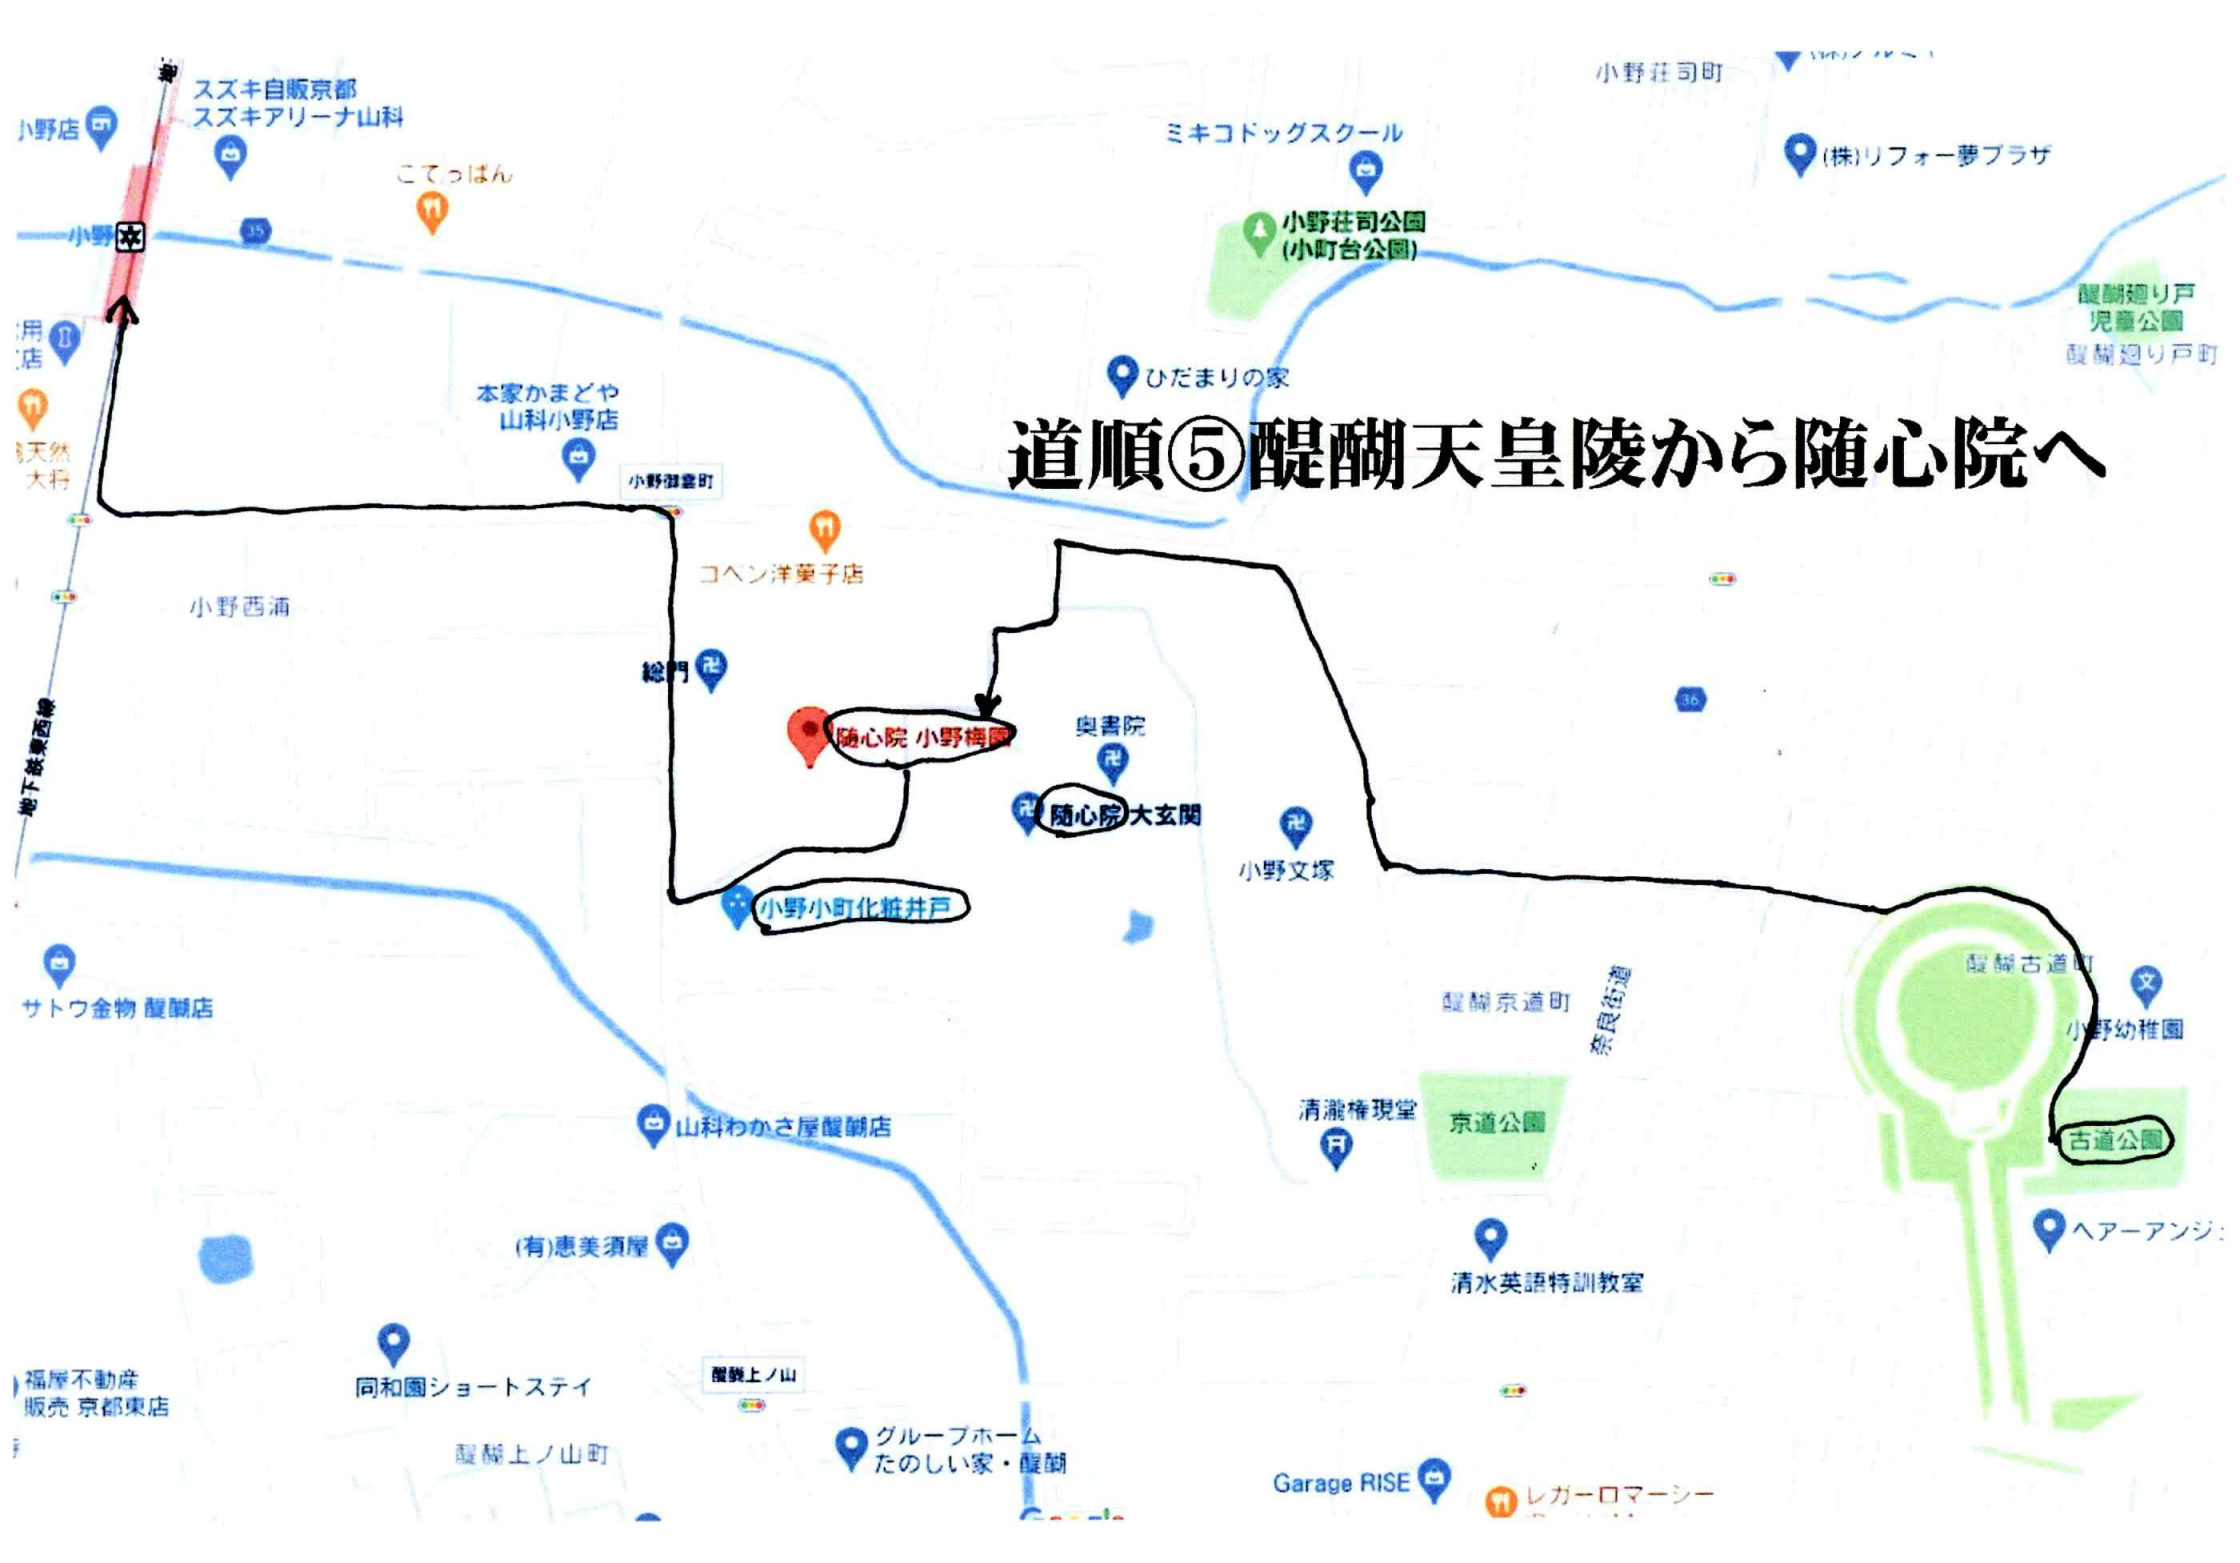 スズキ自販京都
スズキアリーナ山科
小野店
こてっぱん
小野
35
ミキコドッグスクール
小野荘司町
(株)リフォー夢プラザ
小野荘司公園
(小町台公園)
醍醐廻り戸
児童公園
醍醐廻り戸町
用
店
天然
大将
本家かまどや
山科小野店
小野御霊町
ひだまりの家
道順⑤醍醐天皇陵から随心院へ
コペン洋菓子店
小野西浦
総門
随心院 小野梅園
奥書院
随心院 大玄関
36
地下鉄東西線
小野文塚
小野小町化粧井戸
サトウ金物 醍醐店
醍醐古道町
小野幼稚園
醍醐京道町
奈良街道
山科わかさ屋醍醐店
清瀧権現堂
京道公園
古道公園
(有)恵美須屋
清水英語特訓教室
ヘアーアンジ
同和園ショートステイ
福屋不動産
販売 京都東店
醍醐上ノ山
醍醐上ノ山町
グループホーム
たのしい家・醍醐
Garage RISE
レガーロマーシー
Google